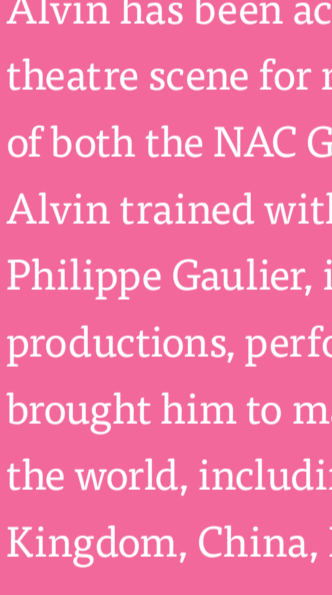 Alvin has been ac
theatre scene for
of both the NAC G
Alvin trained with
Philippe Gaulier,
productions, perfo
brought him to ma
the world, includi
Kingdom, China,